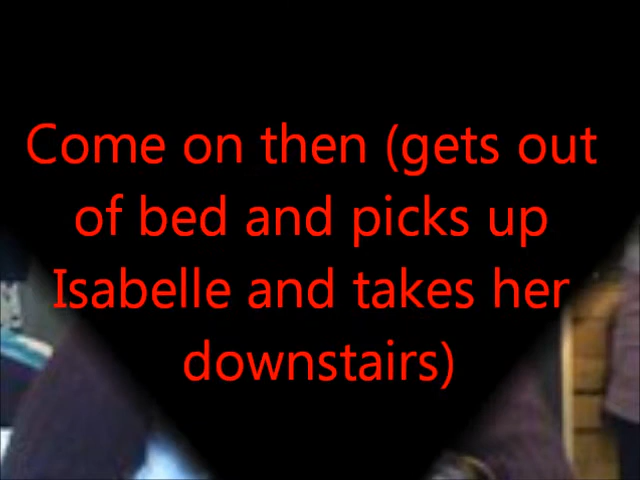 Come on then (gets out
of bed and picks up
Isabelle and takes her
downstairs)